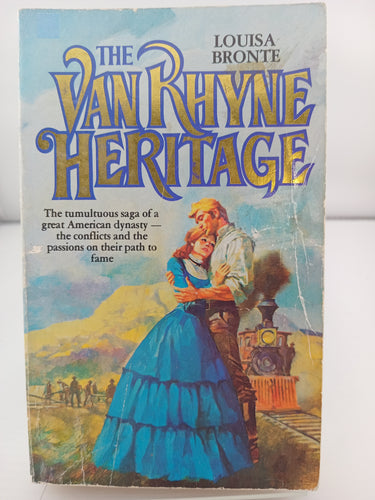 THE
LOUISA
BRONTE
VAN RHYNE
HERITAGE
The tumultuous saga of a
great American dynasty —
the conflicts and the
passions on their path to
fame